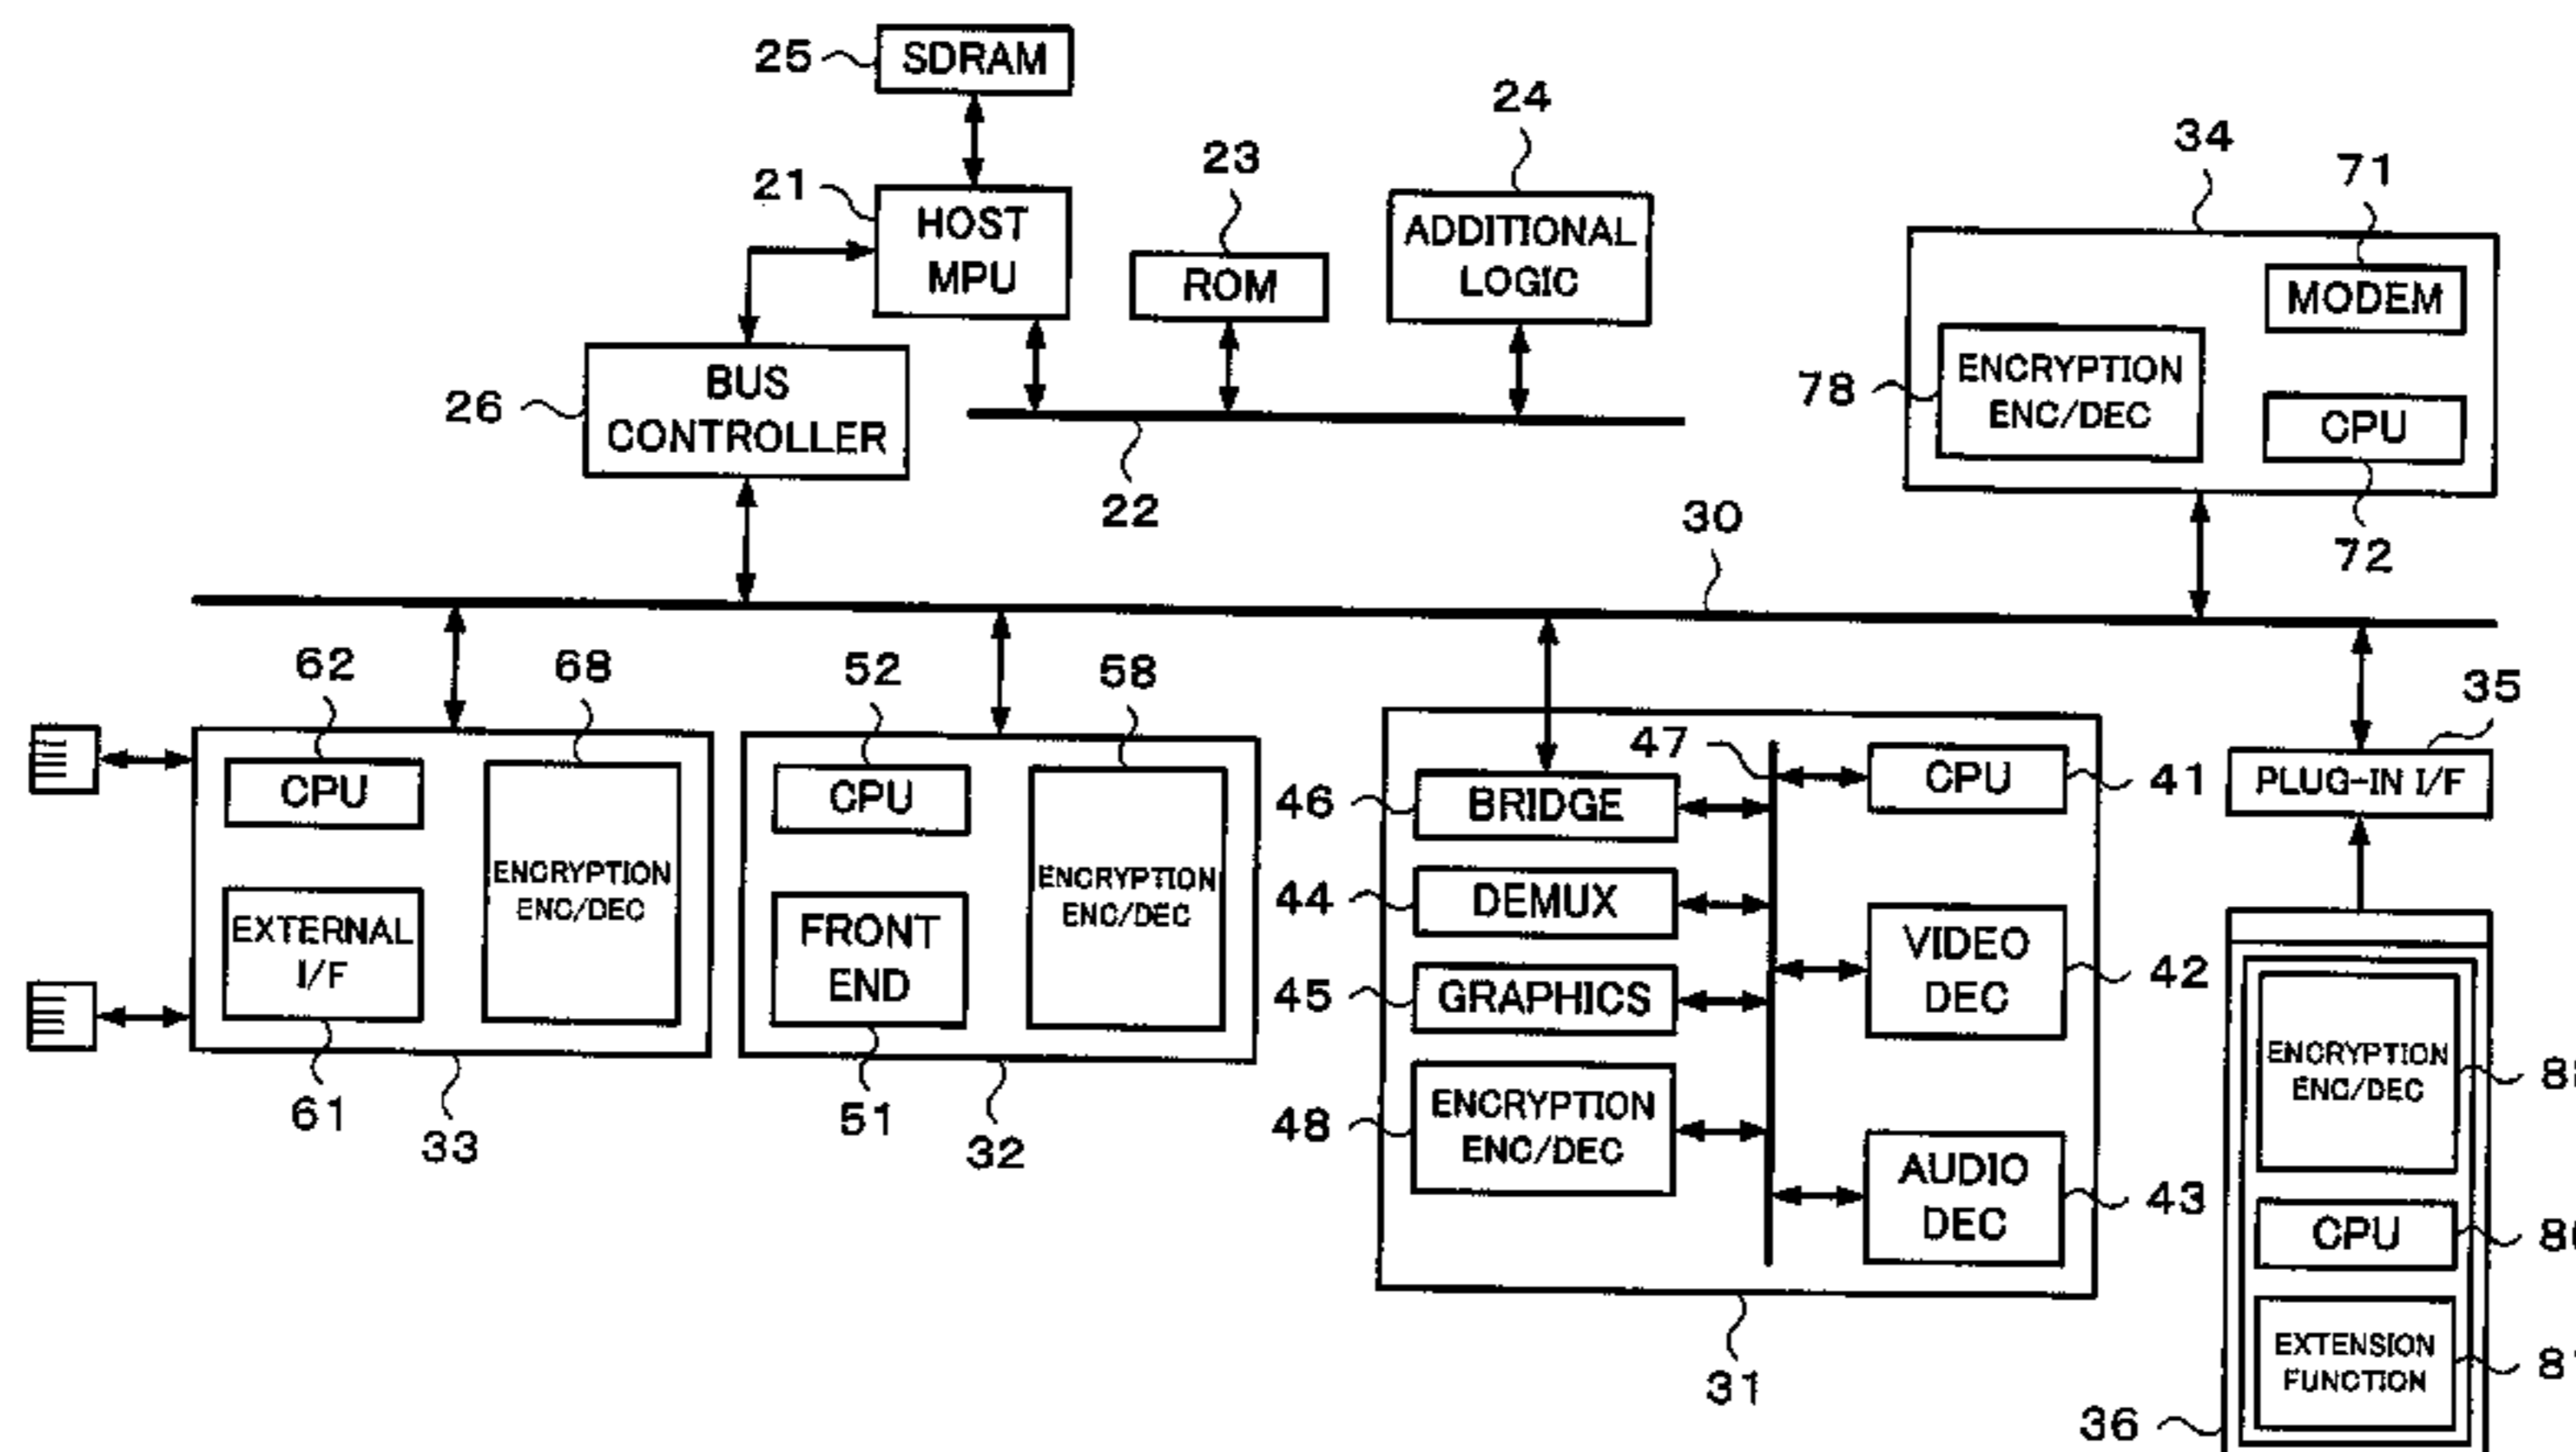 25
SDRAM
24
23
34
71
21
HOST
MPU
ROM
ADDITIONAL
LOGIC
MODEM
BUS
CONTROLLER
26
78
ENCRYPTION
ENC/DEC
CPU
22
30
72
62
68
52
58
47
35
CPU
CPU
46
BRIDGE
CPU
41
PLUG-IN I/F
ENCRYPTION
ENC/DEC
ENCRYPTION
ENC/DEC
44
DEMUX
EXTERNAL
I/F
FRONT
END
VIDEO
DEC
42
45
GRAPHICS
48
ENCRYPTION
ENC/DEC
ENCRYPTION
ENC/DEC
61
33
51
32
AUDIO
DEC
43
CPU
31
EXTENSION
FUNCTION
36